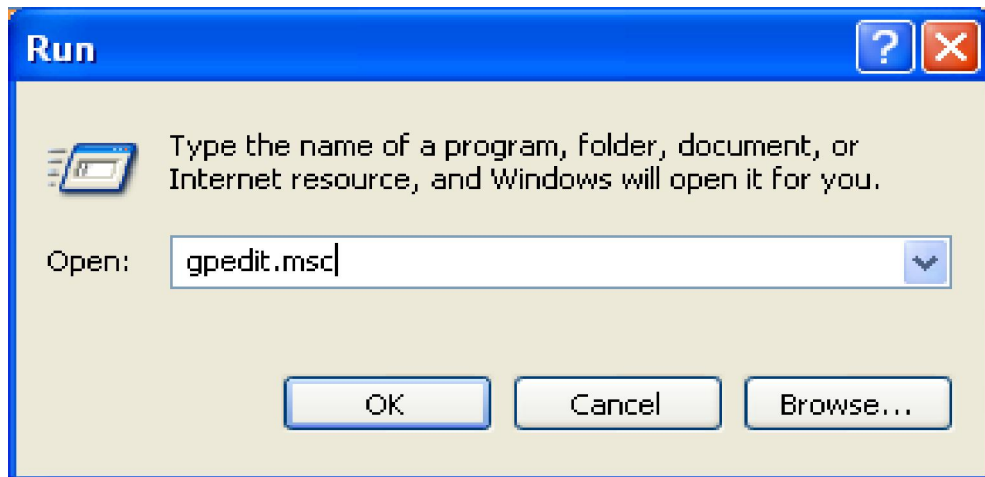 Run
Type the name of a program, folder, document, or
Internet resource, and Windows will open it for you.
Open: gpedit.msc
OK Cancel Browse...